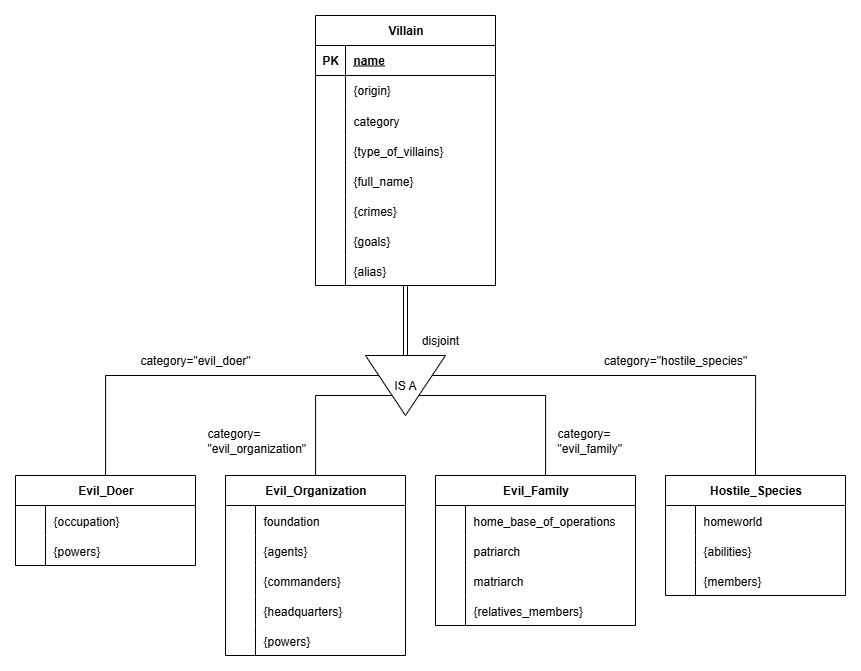 Villain
PK name
{origin}
category
{type_of_villains}
{full_name}
{crimes}
{goals}
{alias}
disjoint
category="evil_doer"
category="hostile_species"
IS A
category=
"evil_organization"
category=
"evil_family"
Evil_Doer
{occupation}
{powers}
Evil_Organization
foundation
{agents}
{commanders}
{headquarters}
{powers}
Evil_Family
home_base_of_operations
patriarch
matriarch
{relatives_members}
Hostile_Species
homeworld
{abilities}
{members}